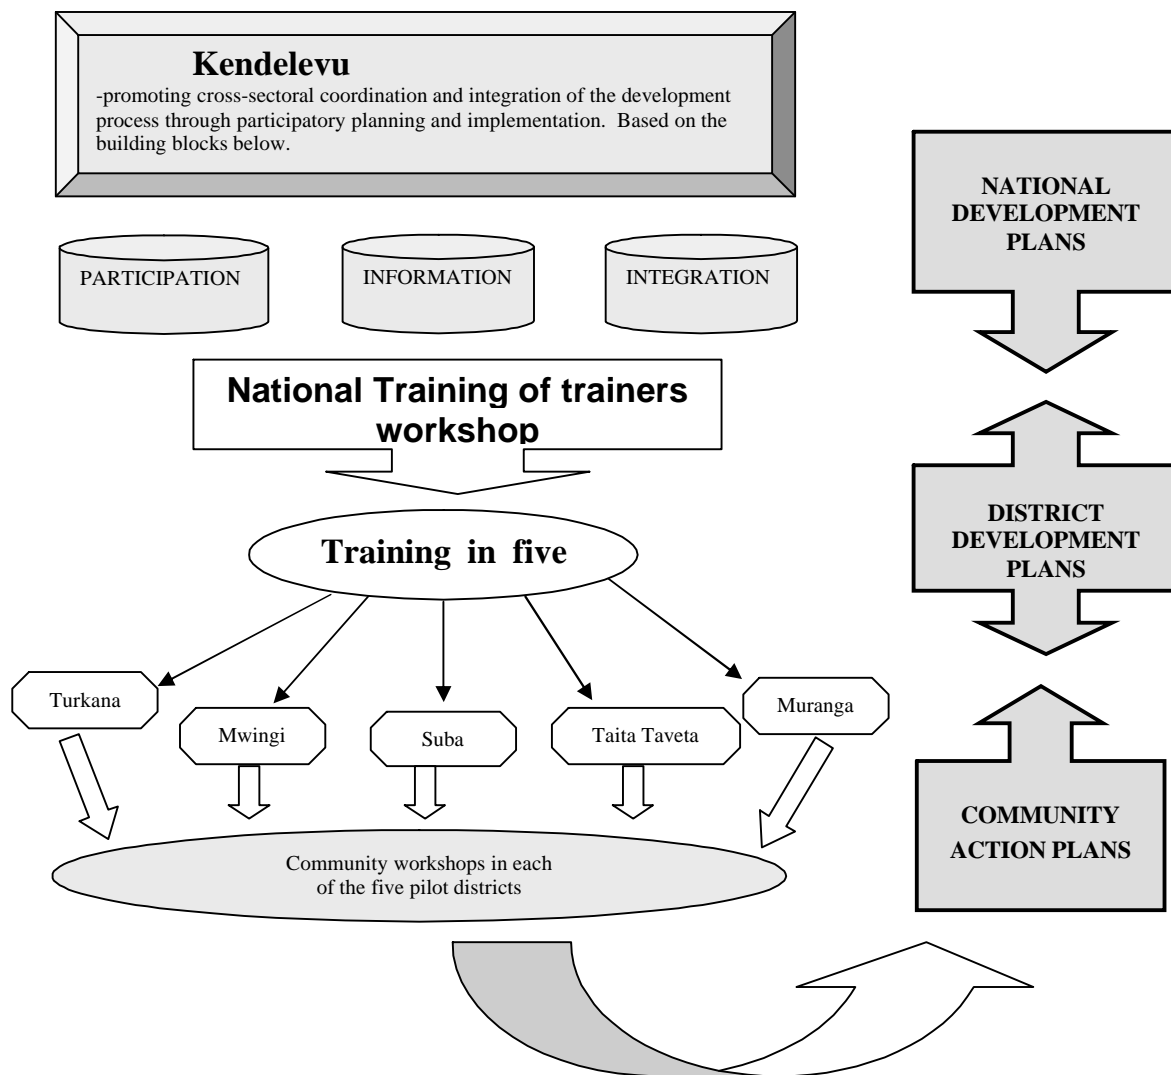 Kendelevu
-promoting cross-sectoral coordination and integration of the development
process through participatory planning and implementation.  Based on the
building blocks below.
PARTICIPATION
INFORMATION
INTEGRATION
National Training of trainers
workshop
Training in five
Turkana
Mwingi
Suba
Taita Taveta
Muranga
Community workshops in each
of the five pilot districts
NATIONAL
DEVELOPMENT
PLANS
DISTRICT
DEVELOPMENT
PLANS
COMMUNITY
ACTION PLANS